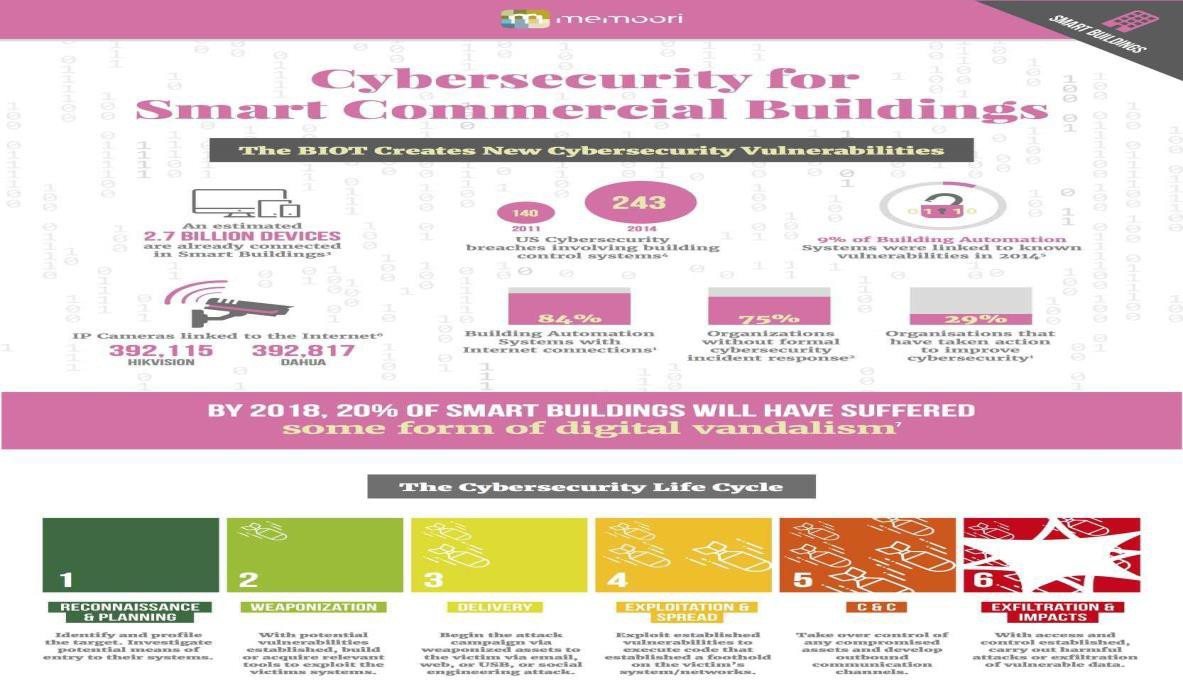 memoori
SMART BUILDINGS
Cybersecurity for
Smart Commercial Buildings
The BIOT Creates New Cybersecurity Vulnerabilities
An estimated
2.7 BILLION DEVICES
are already connected
in Smart Buildings³
140
2011
243
2014
US Cybersecurity
breaches involving building
control systems⁴
01 10
9% of Building Automation
Systems were linked to known
vulnerabilities in 2014⁵
IP Cameras linked to the Internet⁶
392,115
HIKVISION
392,817
DAHUA
84%
Building Automation
Systems with
Internet connections¹
75%
Organizations
without formal
cybersecurity
incident response²
29%
Organisations that
have taken action
to improve
cybersecurity¹
BY 2018, 20% OF SMART BUILDINGS WILL HAVE SUFFERED
some form of digital vandalism⁷
The Cybersecurity Life Cycle
1
RECONNAISSANCE
& PLANNING
Identify and profile
the target. Investigate
potential means of
entry to their systems.
2
WEAPONIZATION
With potential
vulnerabilities
established, build
or acquire relevant
tools to exploit the
victims systems.
3
DELIVERY
Begin the attack
campaign via
weaponized assets to
the victim via email,
web, or USB, or social
engineering attack.
4
EXPLOITATION &
SPREAD
Exploit established
vulnerabilities to
execute code that
established a foothold
on the victim's
system/networks.
5
C & C
Take over control of
any compromised
assets and develop
outbound
communication
channels.
6
EXFILTRATION &
IMPACTS
With access and
control established,
carry out harmful
attacks or exfiltration
of vulnerable data.